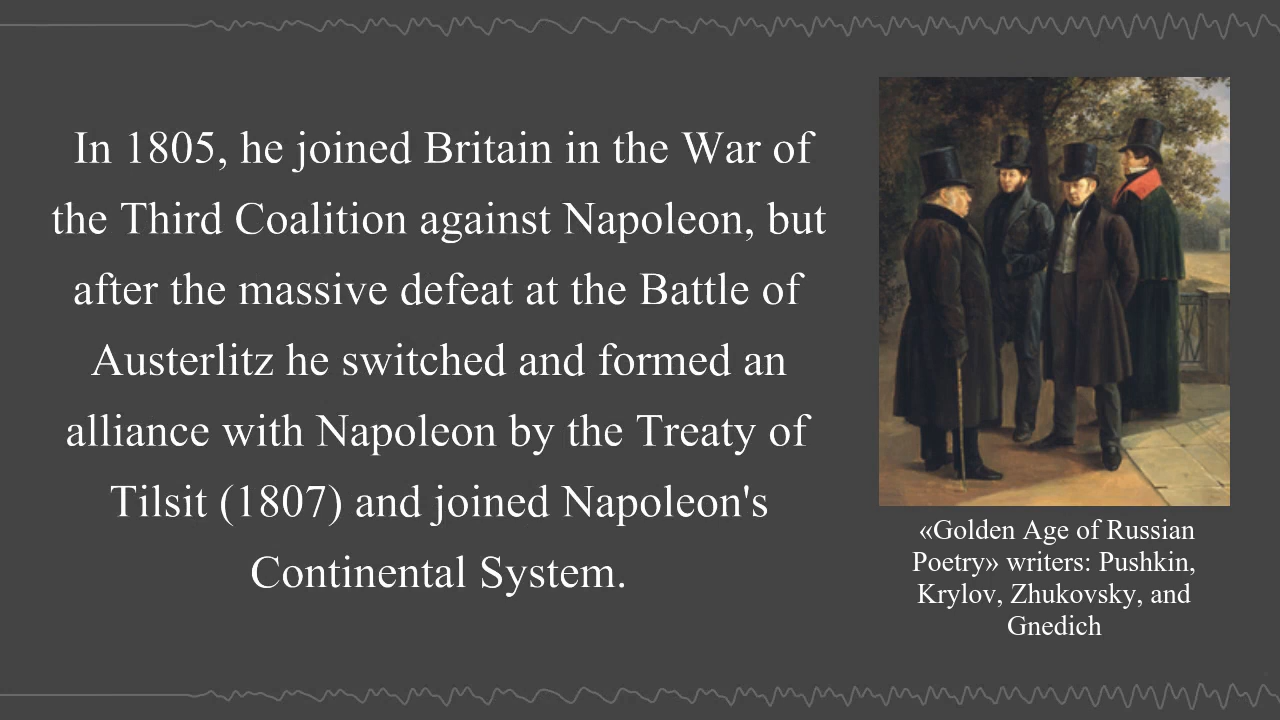 In 1805, he joined Britain in the War of
the Third Coalition against Napoleon, but
after the massive defeat at the Battle of
Austerlitz he switched and formed an
alliance with Napoleon by the Treaty of
Tilsit (1807) and joined Napoleon's
Continental System.
«Golden Age of Russian
Poetry» writers: Pushkin,
Krylov, Zhukovsky, and
Gnedich